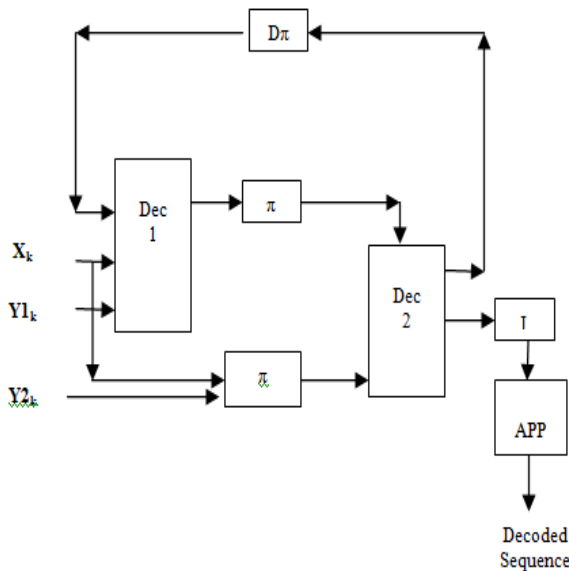 Dπ
Dec
1
π
Xₖ
Y1ₖ
Dec
2
π
Y2ₖ
APP
Decoded
Sequence